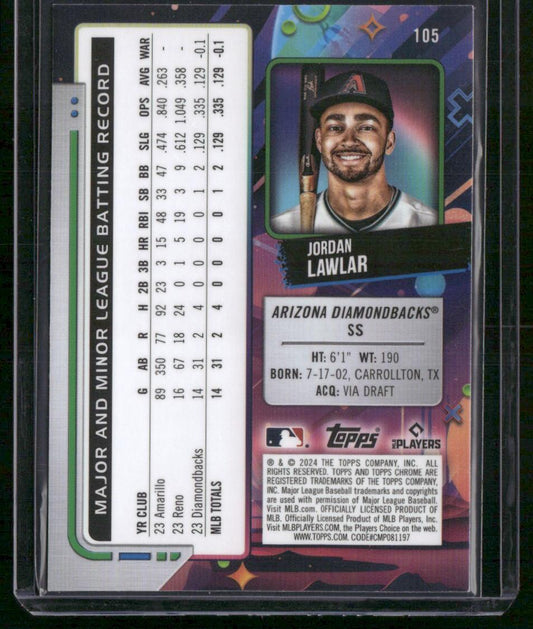 105
JORDAN
LAWLAR
ARIZONA DIAMONDBACKS®
SS
HT: 6'1" WT: 190
BORN: 7-17-02, CARROLLTON, TX
ACQ: VIA DRAFT
topps
MLB PLAYERS
® & © 2024 THE TOPPS COMPANY, INC. ALL
RIGHTS RESERVED. TOPPS AND TOPPS CHROME ARE
REGISTERED TRADEMARKS OF THE TOPPS COMPANY,
INC. Major League Baseball trademarks and copyrights
are used with permission of Major League Baseball.
Visit MLB.com. OFFICIALLY LICENSED PRODUCT OF
MLB. Officially Licensed Product of MLB Players, Inc.
Visit MLBPLAYERS.com, the Players Choice on the web.
WWW.TOPPS.COM CODE#CMP081197
MAJOR AND MINOR LEAGUE BATTING RECORD
YR CLUB G AB R H 2B 3B HR RBI SB BB SLG OPS AVG WAR
23 Amarillo 89 350 77 92 23 3 15 48 33 47 .474 .840 .263 -
23 Reno 16 67 18 24 0 1 5 19 3 9 .612 1.049 .358 -
23 Diamondbacks 14 31 2 4 0 0 0 0 1 2 .129 .335 .129 -0.1
MLB TOTALS 14 31 2 4 0 0 0 0 1 2 .129 .335 .129 -0.1